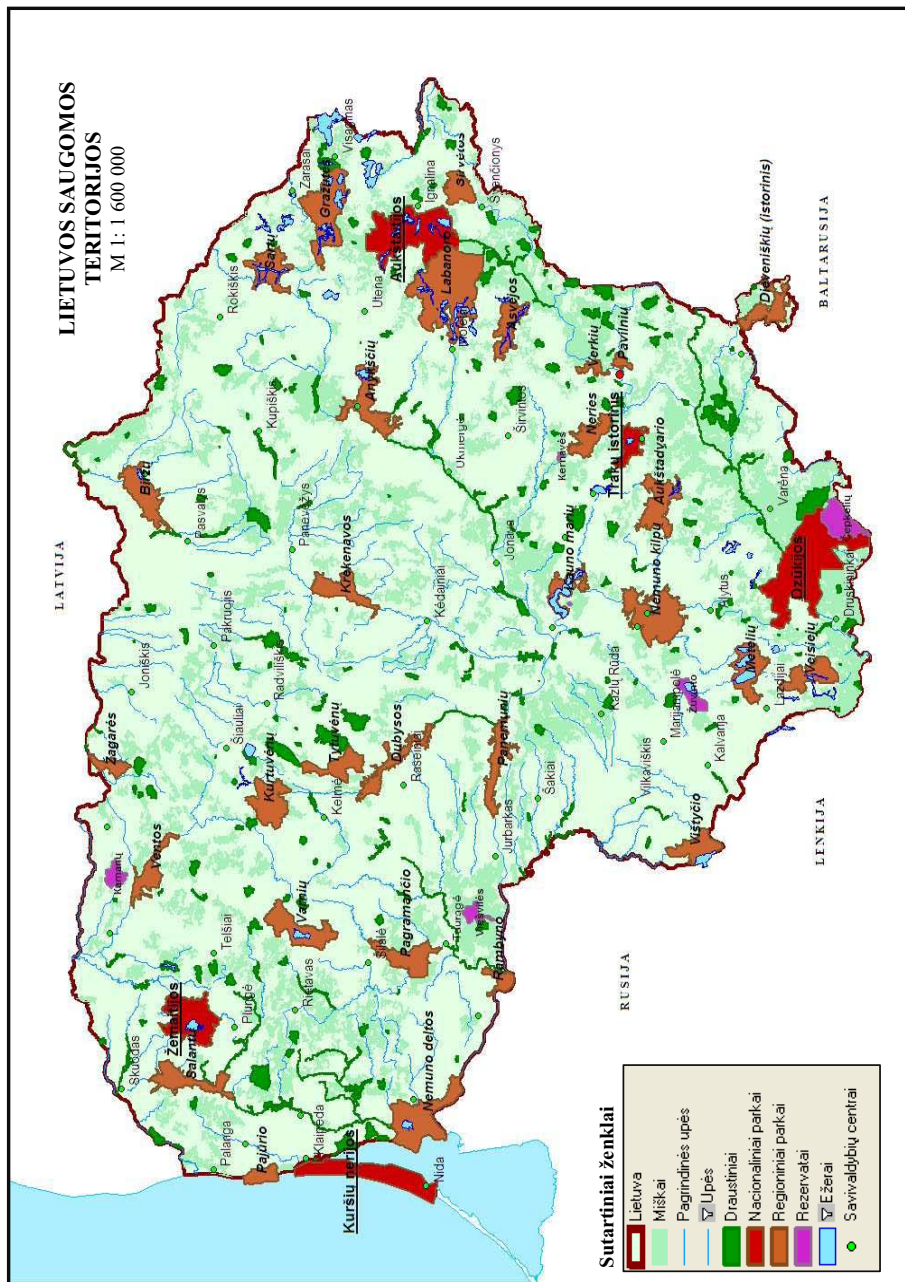 LIETUVOS SAUGOMOS
TERITORIJOS
M 1: 1 600 000
LATVIJA
BALTARUSIJA
LENKIJA
RUSIJA
Skuodas
Žemaitijos
Salantų
Plungė
Telšiai
Palanga
Pajūrio
Klaipėda
Kuršių nerijos
Nida
Nemuno deltos
Rietavas
Varnių
Šilalė
Pagramančio
Tauragė
Viešvilės
Rambyno
Kamanų
Ventos
Žagarės
Joniškis
Šiauliai
Kurtuvėnų
Kelmė
Tytuvėnų
Radviliškis
Pakruojis
Dubysos
Raseiniai
Panemunių
Jurbarkas
Šakiai
Biržų
Pasvalys
Panevėžys
Kupiškis
Rokiškis
Krekenavos
Kėdainiai
Jonava
Ukmergė
Anykščių
Utena
Sartų
Zarasai
Gražutės
Visaginas
Aukštaitijos
Ignalina
Sirvėtos
Švenčionys
Labanoro
Molėtai
Asvejos
Širvintos
Verkių
Pavilnių
Neries
Kernavės
Trakų istorinis
Aukštadvario
Kauno marių
Nemuno kilpų
Kazlų Rūda
Vilkaviškis
Marijampolė
Žuvinto
Kalvarija
Vištyčio
Alytus
Metelių
Lazdijai
Veisiejų
Druskininkai
Dzūkijos
Čepkelių
Varėna
Dieveniškių (istorinis)
Sutartiniai ženklai
Lietuva
Miškai
Pagrindinės upės
Upės
Draustiniai
Nacionaliniai parkai
Regioniniai parkai
Rezervatai
Ežerai
Savivaldybių centrai